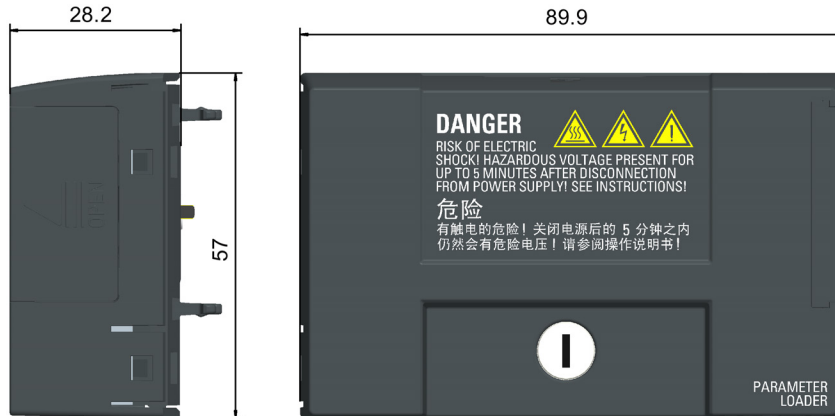 28.2
89.9
57
OPEN
DANGER
RISK OF ELECTRIC
SHOCK! HAZARDOUS VOLTAGE PRESENT FOR
UP TO 5 MINUTES AFTER DISCONNECTION
FROM POWER SUPPLY! SEE INSTRUCTIONS!
危险
有触电的危险！关闭电源后的 5 分钟之内
仍然会有危险电压！请参阅操作说明书！
PARAMETER
LOADER